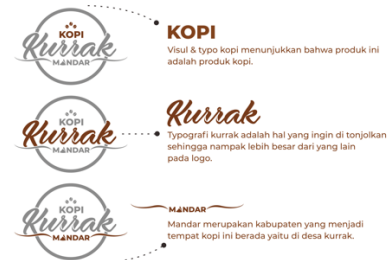 KOPI
Kurrak
MANDAR
KOPI
Visul & typo kopi menunjukkan bahwa produk ini
adalah produk kopi.
KOPI
Kurrak
MANDAR
Kurrak
Typografi kurrak adalah hal yang ingin di tonjolkan
sehingga nampak lebih besar dari yang lain
pada logo.
KOPI
Kurrak
MANDAR
MANDAR
Mandar merupakan kabupaten yang menjadi
tempat kopi ini berada yaitu di desa kurrak.